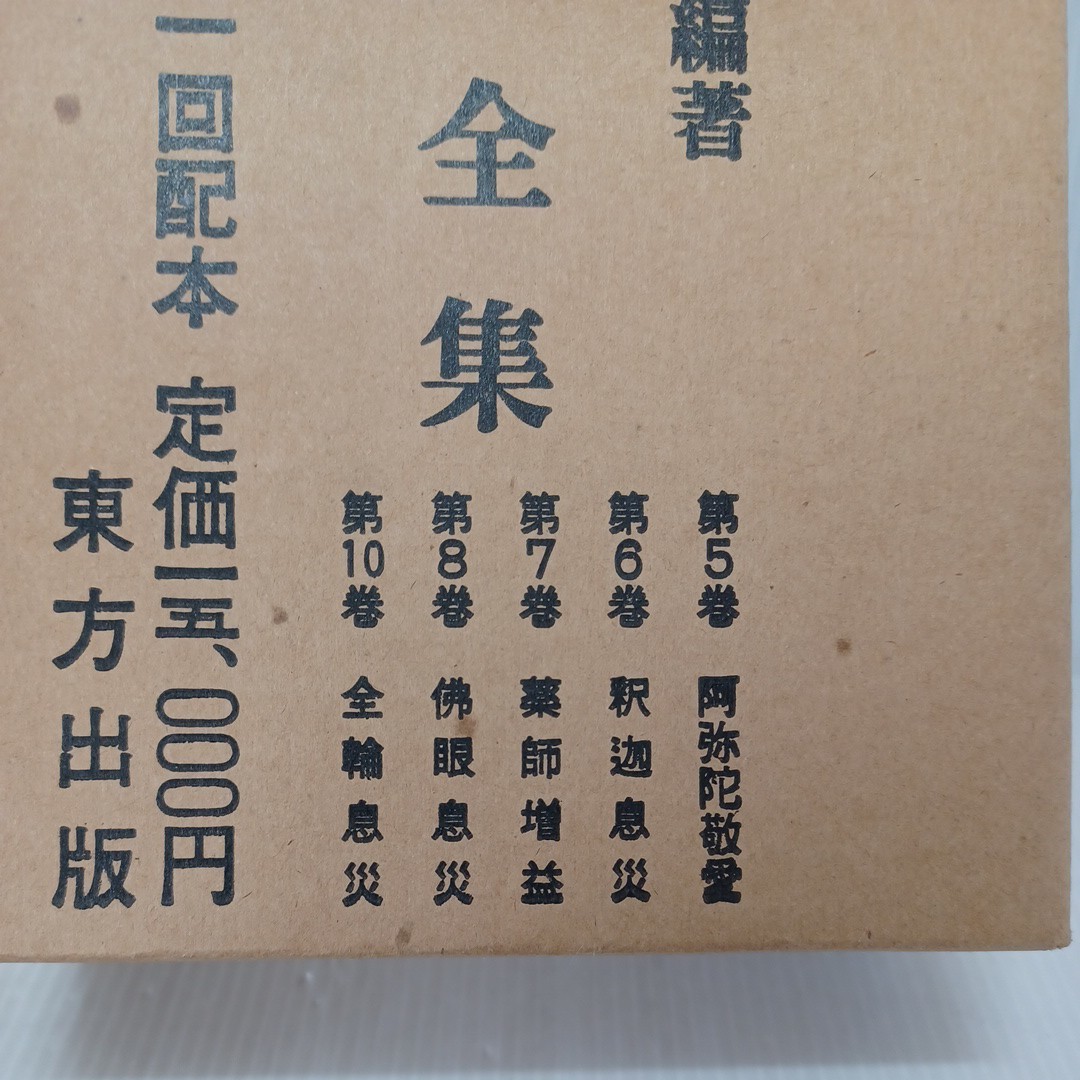 編著
全集
第5巻 阿弥陀敬愛
第6巻 釈迦息災
第7巻 薬師増益
第8巻 佛眼息災
第10巻 全輪息災
一回配本 定価一五、〇〇〇円
東方出版